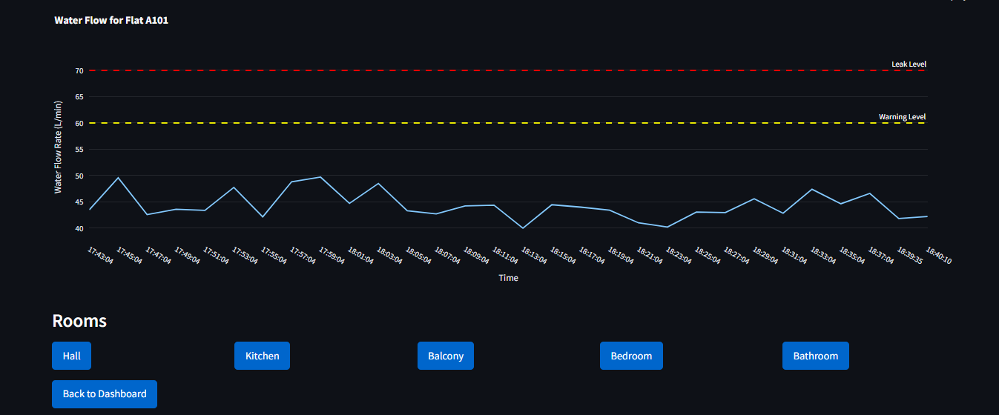 Water Flow for Flat A101
Leak Level
70
65
Warning Level
60
55
50
45
40
Water Flow Rate (L/min)
17:43:04 17:45:04 17:47:04 17:49:04 17:51:04 17:53:04 17:55:04 17:57:04 17:59:04 18:01:04 18:03:04 18:05:04 18:07:04 18:09:04 18:11:04 18:13:04 18:15:04 18:17:04 18:19:04 18:21:04 18:23:04 18:25:04 18:27:04 18:29:04 18:31:04 18:33:04 18:35:04 18:37:04 18:39:35 18:40:10
Time
Rooms
Hall Kitchen Balcony Bedroom Bathroom
Back to Dashboard